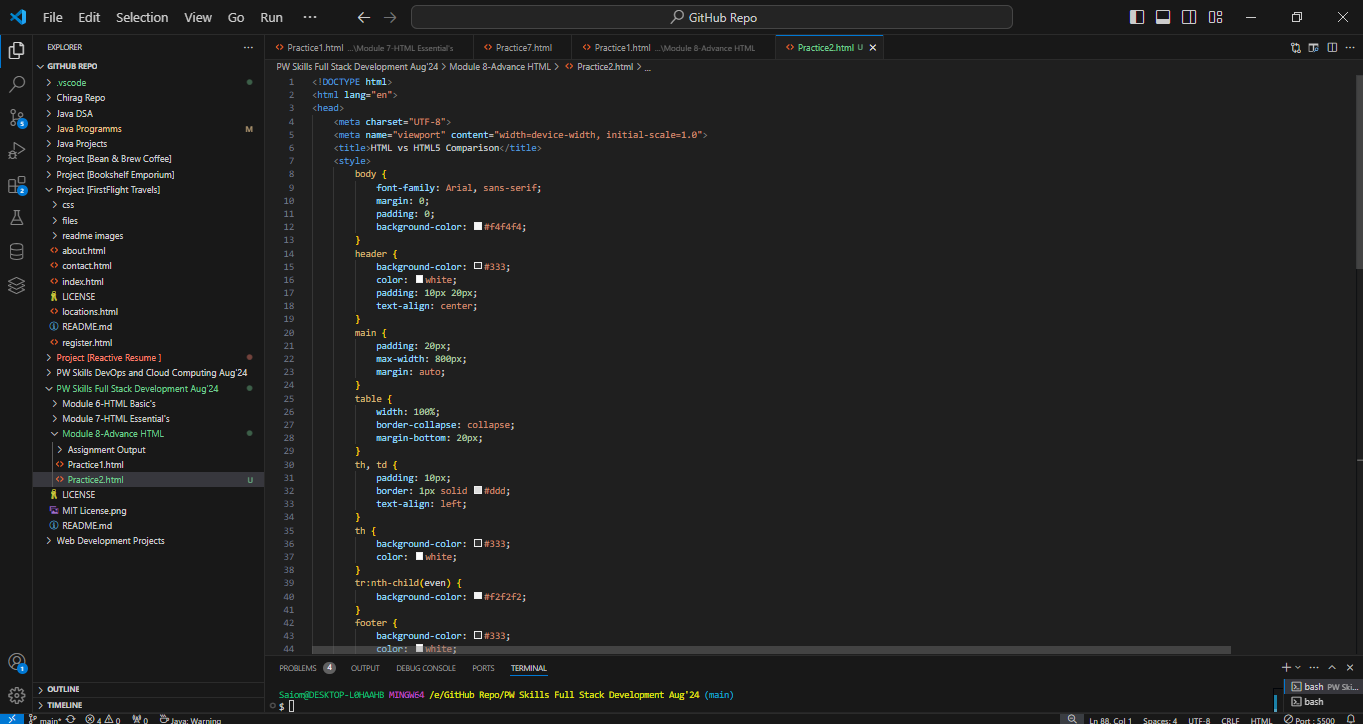 File Edit Selection View Go Run ··· GitHub Repo
EXPLORER ···
GITHUB REPO
.vscode
Chirag Repo
Java DSA
Java Programms M
Java Projects
Project [Bean & Brew Coffee]
Project [Bookshelf Emporium]
Project [FirstFlight Travels]
css
files
readme images
about.html
contact.html
index.html
LICENSE
locations.html
README.md
register.html
Project [Reactive Resume ]
PW Skills DevOps and Cloud Computing Aug'24
PW Skills Full Stack Development Aug'24
Module 6-HTML Basic's
Module 7-HTML Essential's
Module 8-Advance HTML
Assignment Output
Practice1.html
Practice2.html U
LICENSE
MIT License.png
README.md
Web Development Projects
OUTLINE
TIMELINE
5
2
1
Practice1.html ...\Module 7-HTML Essential's Practice7.html Practice1.html ...\Module 8-Advance HTML Practice2.html U
PW Skills Full Stack Development Aug'24 > Module 8-Advance HTML > Practice2.html > ...
1 <!DOCTYPE html>
2 <html lang="en">
3 <head>
4 <meta charset="UTF-8">
5 <meta name="viewport" content="width=device-width, initial-scale=1.0">
6 <title>HTML vs HTML5 Comparison</title>
7 <style>
8 body {
9 font-family: Arial, sans-serif;
10 margin: 0;
11 padding: 0;
12 background-color: #f4f4f4;
13 }
14 header {
15 background-color: #333;
16 color: white;
17 padding: 10px 20px;
18 text-align: center;
19 }
20 main {
21 padding: 20px;
22 max-width: 800px;
23 margin: auto;
24 }
25 table {
26 width: 100%;
27 border-collapse: collapse;
28 margin-bottom: 20px;
29 }
30 th, td {
31 padding: 10px;
32 border: 1px solid #ddd;
33 text-align: left;
34 }
35 th {
36 background-color: #333;
37 color: white;
38 }
39 tr:nth-child(even) {
40 background-color: #f2f2f2;
41 }
42 footer {
43 background-color: #333;
44 color: white;
PROBLEMS 4 OUTPUT DEBUG CONSOLE PORTS TERMINAL
Saiom@DESKTOP-L0HAAHB MINGW64 /e/GitHub Repo/PW Skills Full Stack Development Aug'24 (main)
$
bash PW Ski...
bash
main* 4 0 0 Java: Warning Ln 88, Col 1 Spaces: 4 UTF-8 CRLF HTML Port : 5500